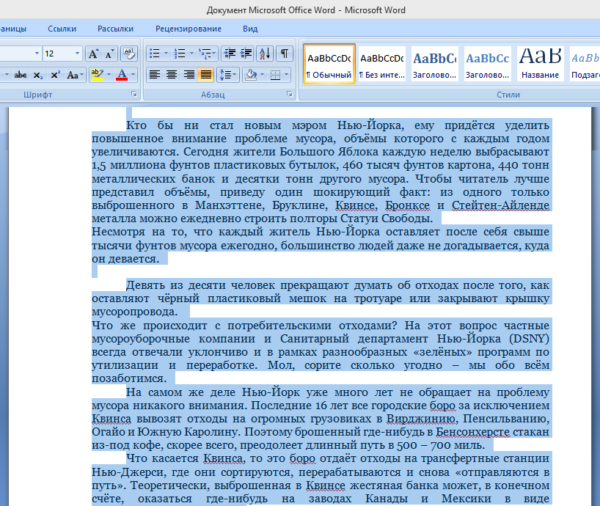 Документ Microsoft Office Word - Microsoft Word
аницы Ссылки Рассылки Рецензирование Вид
12 А А Аа
abc x₂ x² Aa ab А
AaBbCcDc AaBbCcDc AaBbC AaBbCc AaB AaBbCc
¶ Обычный ¶ Без инте... Заголово... Заголово... Название Подзаг
Шрифт Абзац Стили
Кто бы ни стал новым мэром Нью-Йорка, ему придётся уделить
повышенное внимание проблеме мусора, объёмы которого с каждым годом
увеличиваются. Сегодня жители Большого Яблока каждую неделю выбрасывают
1,5 миллиона фунтов пластиковых бутылок, 460 тысяч фунтов картона, 440 тонн
металлических банок и десятки тонн другого мусора. Чтобы читатель лучше
представил объёмы, приведу один шокирующий факт: из одного только
выброшенного в Манхэттене, Бруклине, Квинсе, Бронксе и Стейтен-Айленде
металла можно ежедневно строить полторы Статуи Свободы.
Несмотря на то, что каждый житель Нью-Йорка оставляет после себя свыше
тысячи фунтов мусора ежегодно, большинство людей даже не догадывается, куда
он девается.
Девять из десяти человек прекращают думать об отходах после того, как
оставляют чёрный пластиковый мешок на тротуаре или закрывают крышку
мусоропровода.
Что же происходит с потребительскими отходами? На этот вопрос частные
мусороуборочные компании и Санитарный департамент Нью-Йорка (DSNY)
всегда отвечали уклончиво и в рамках разнообразных «зелёных» программ по
утилизации и переработке. Мол, сорите сколько угодно – мы обо всём
позаботимся.
На самом же деле Нью-Йорк уже много лет не обращает на проблему
мусора никакого внимания. Последние 16 лет все городские боро за исключением
Квинса вывозят отходы на огромных грузовиках в Вирджинию, Пенсильванию,
Огайо и Южную Каролину. Поэтому брошенный где-нибудь в Бенсонхерсте стакан
из-под кофе, скорее всего, преодолеет длинный путь в 500 – 700 миль.
Что касается Квинса, то это боро отдаёт отходы на трансфертные станции
Нью-Джерси, где они сортируются, перерабатываются и снова «отправляются в
путь». Теоретически, выброшенная в Квинсе жестяная банка может, в конечном
счёте, оказаться где-нибудь на заводах Канады и Мексики в виде